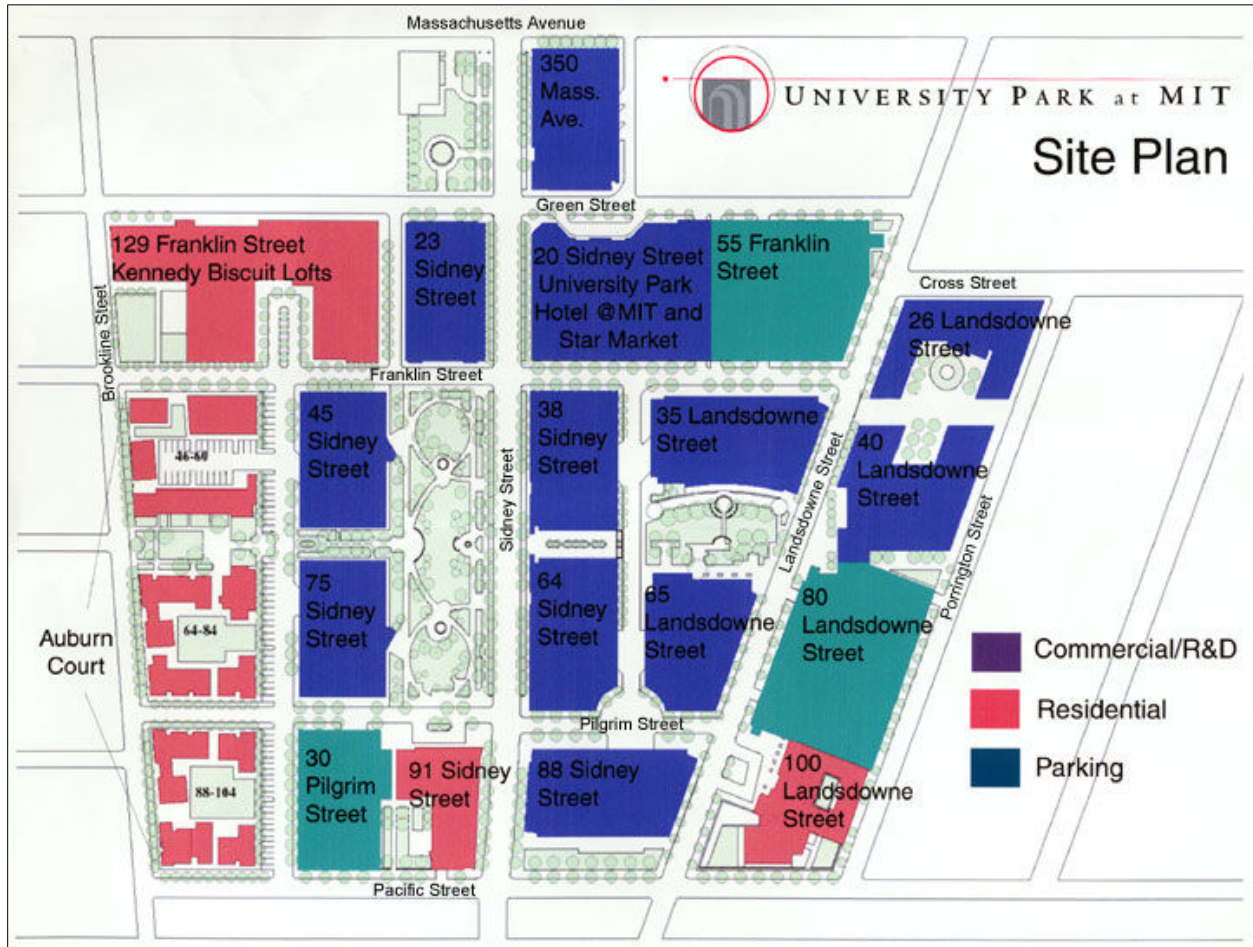 Massachusetts Avenue
350
Mass.
Ave.
UNIVERSITY PARK at MIT
Site Plan
Green Street
129 Franklin Street
Kennedy Biscuit Lofts
23
Sidney
Street
20 Sidney Street
University Park
Hotel @MIT and
Star Market
55 Franklin
Street
Cross Street
26 Landsdowne
Street
Brookline Steet
Franklin Street
45
Sidney
Street
38
Sidney
Street
35 Landsdowne
Street
40
Landsdowne
Street
46-60
Sidney Street
Landsdowne Street
Pornington Street
75
Sidney
Street
64
Sidney
Street
65
Landsdowne
Street
80
Landsdowne
Street
64-84
Auburn
Court
Commercial/R&D
Residential
Parking
Pilgrim Street
30
Pilgrim
Street
91 Sidney
Street
88 Sidney
Street
100
Landsdowne
Street
88-104
Pacific Street